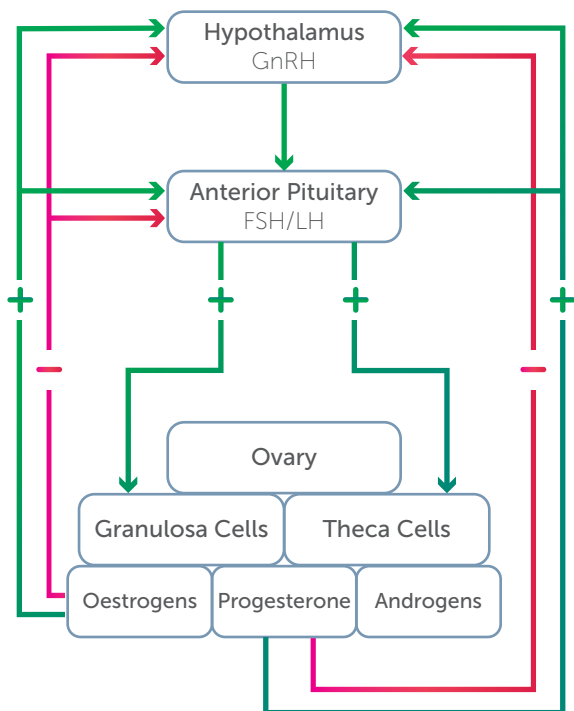 Hypothalamus
GnRH
Anterior Pituitary
FSH/LH
+
+
+
+
−
−
Ovary
Granulosa Cells
Theca Cells
Oestrogens
Progesterone
Androgens